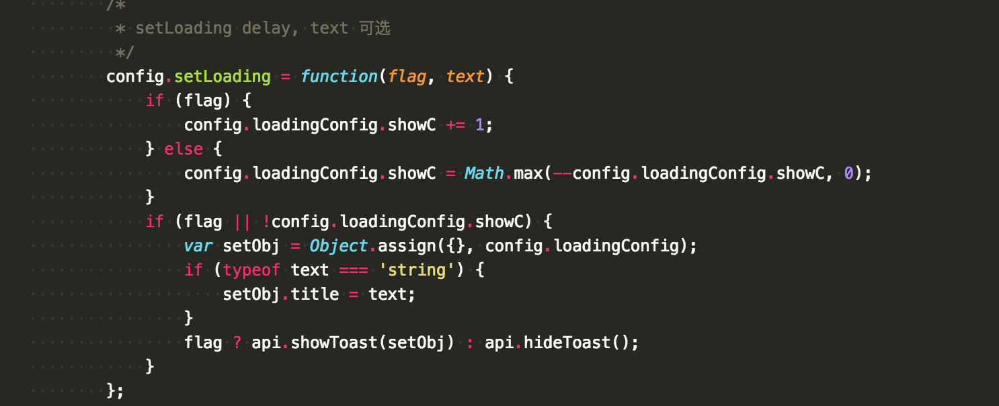 /*
* setLoading delay, text 可选
*/
config.setLoading = function(flag, text) {
if (flag) {
config.loadingConfig.showC += 1;
} else {
config.loadingConfig.showC = Math.max(--config.loadingConfig.showC, 0);
}
if (flag || !config.loadingConfig.showC) {
var setObj = Object.assign({}, config.loadingConfig);
if (typeof text === 'string') {
setObj.title = text;
}
flag ? api.showToast(setObj) : api.hideToast();
}
};